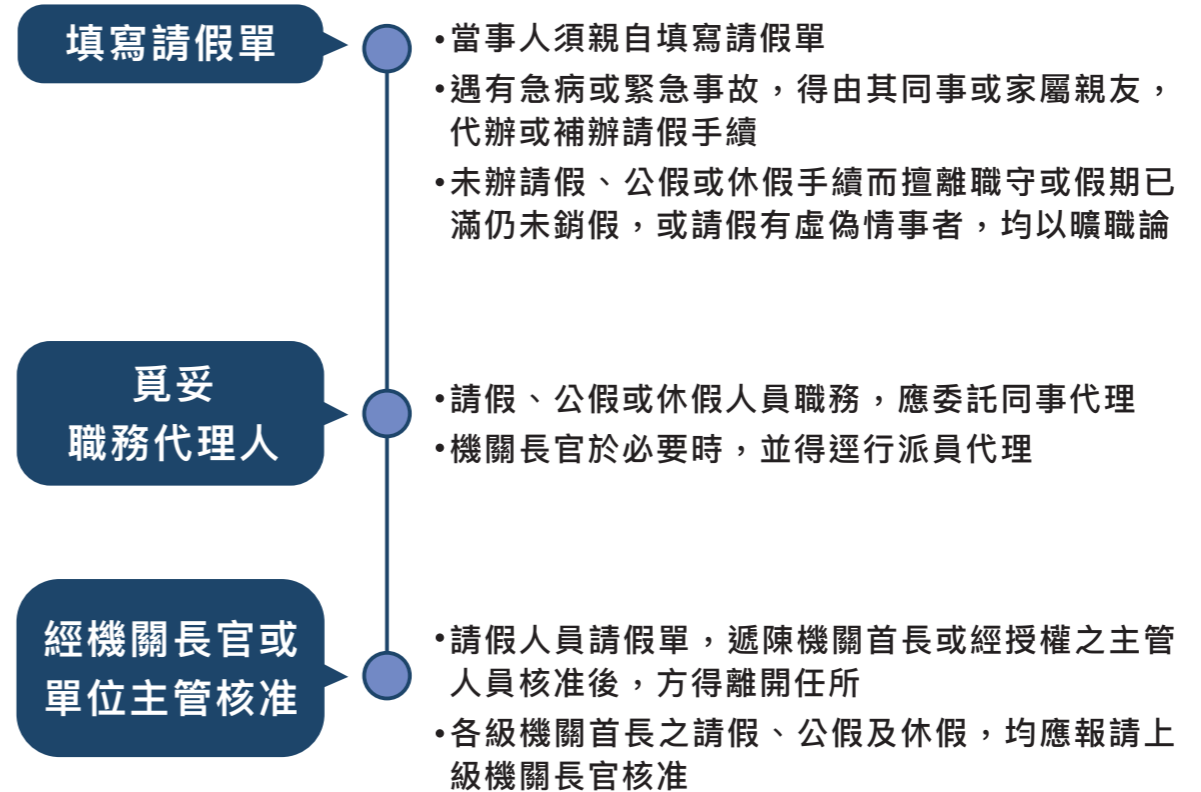 填寫請假單
•當事人須親自填寫請假單
•遇有急病或緊急事故，得由其同事或家屬親友，
代辦或補辦請假手續
•未辦請假、公假或休假手續而擅離職守或假期已
滿仍未銷假，或請假有虛偽情事者，均以曠職論
覓妥
職務代理人
•請假、公假或休假人員職務，應委託同事代理
•機關長官於必要時，並得逕行派員代理
經機關長官或
單位主管核准
•請假人員請假單，遞陳機關首長或經授權之主管
人員核准後，方得離開任所
•各級機關首長之請假、公假及休假，均應報請上
級機關長官核准